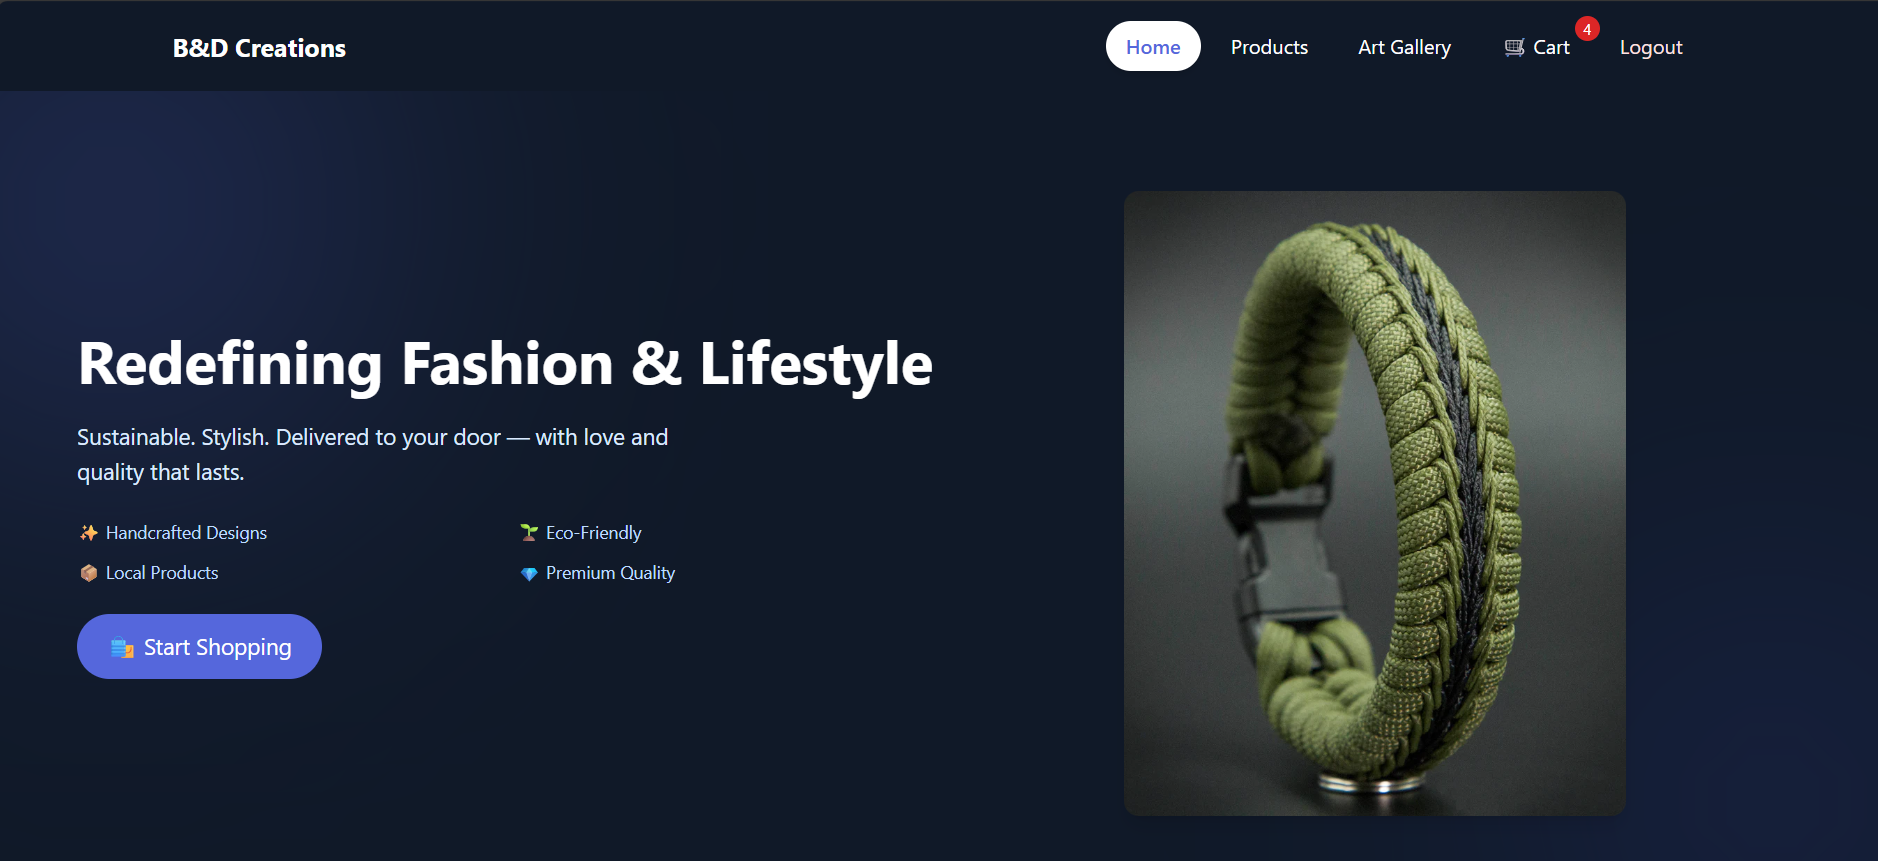 B&D Creations
Home
Products
Art Gallery
🛒 Cart
4
Logout
Redefining Fashion & Lifestyle
Sustainable. Stylish. Delivered to your door — with love and
quality that lasts.
✨ Handcrafted Designs
🌱 Eco-Friendly
📦 Local Products
💎 Premium Quality
🛍️ Start Shopping